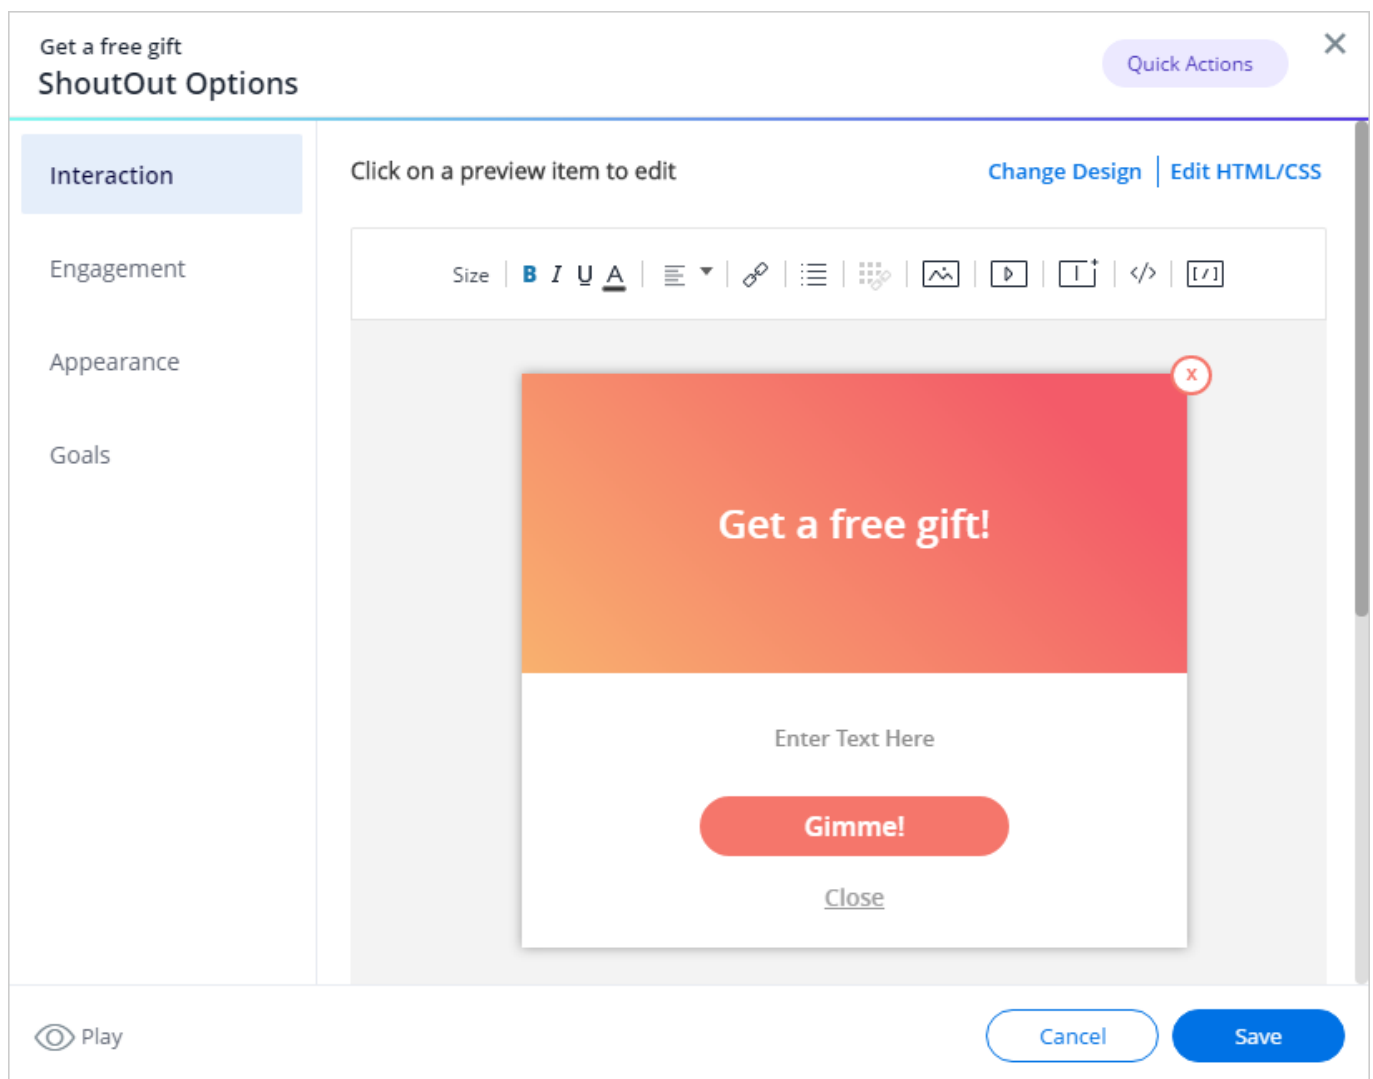 Get a free gift
ShoutOut Options
Quick Actions
Interaction
Engagement
Appearance
Goals
Click on a preview item to edit
Change Design | Edit HTML/CSS
Size B I U A </> [/]
X
Get a free gift!
Enter Text Here
Gimme!
Close
Play
Cancel
Save